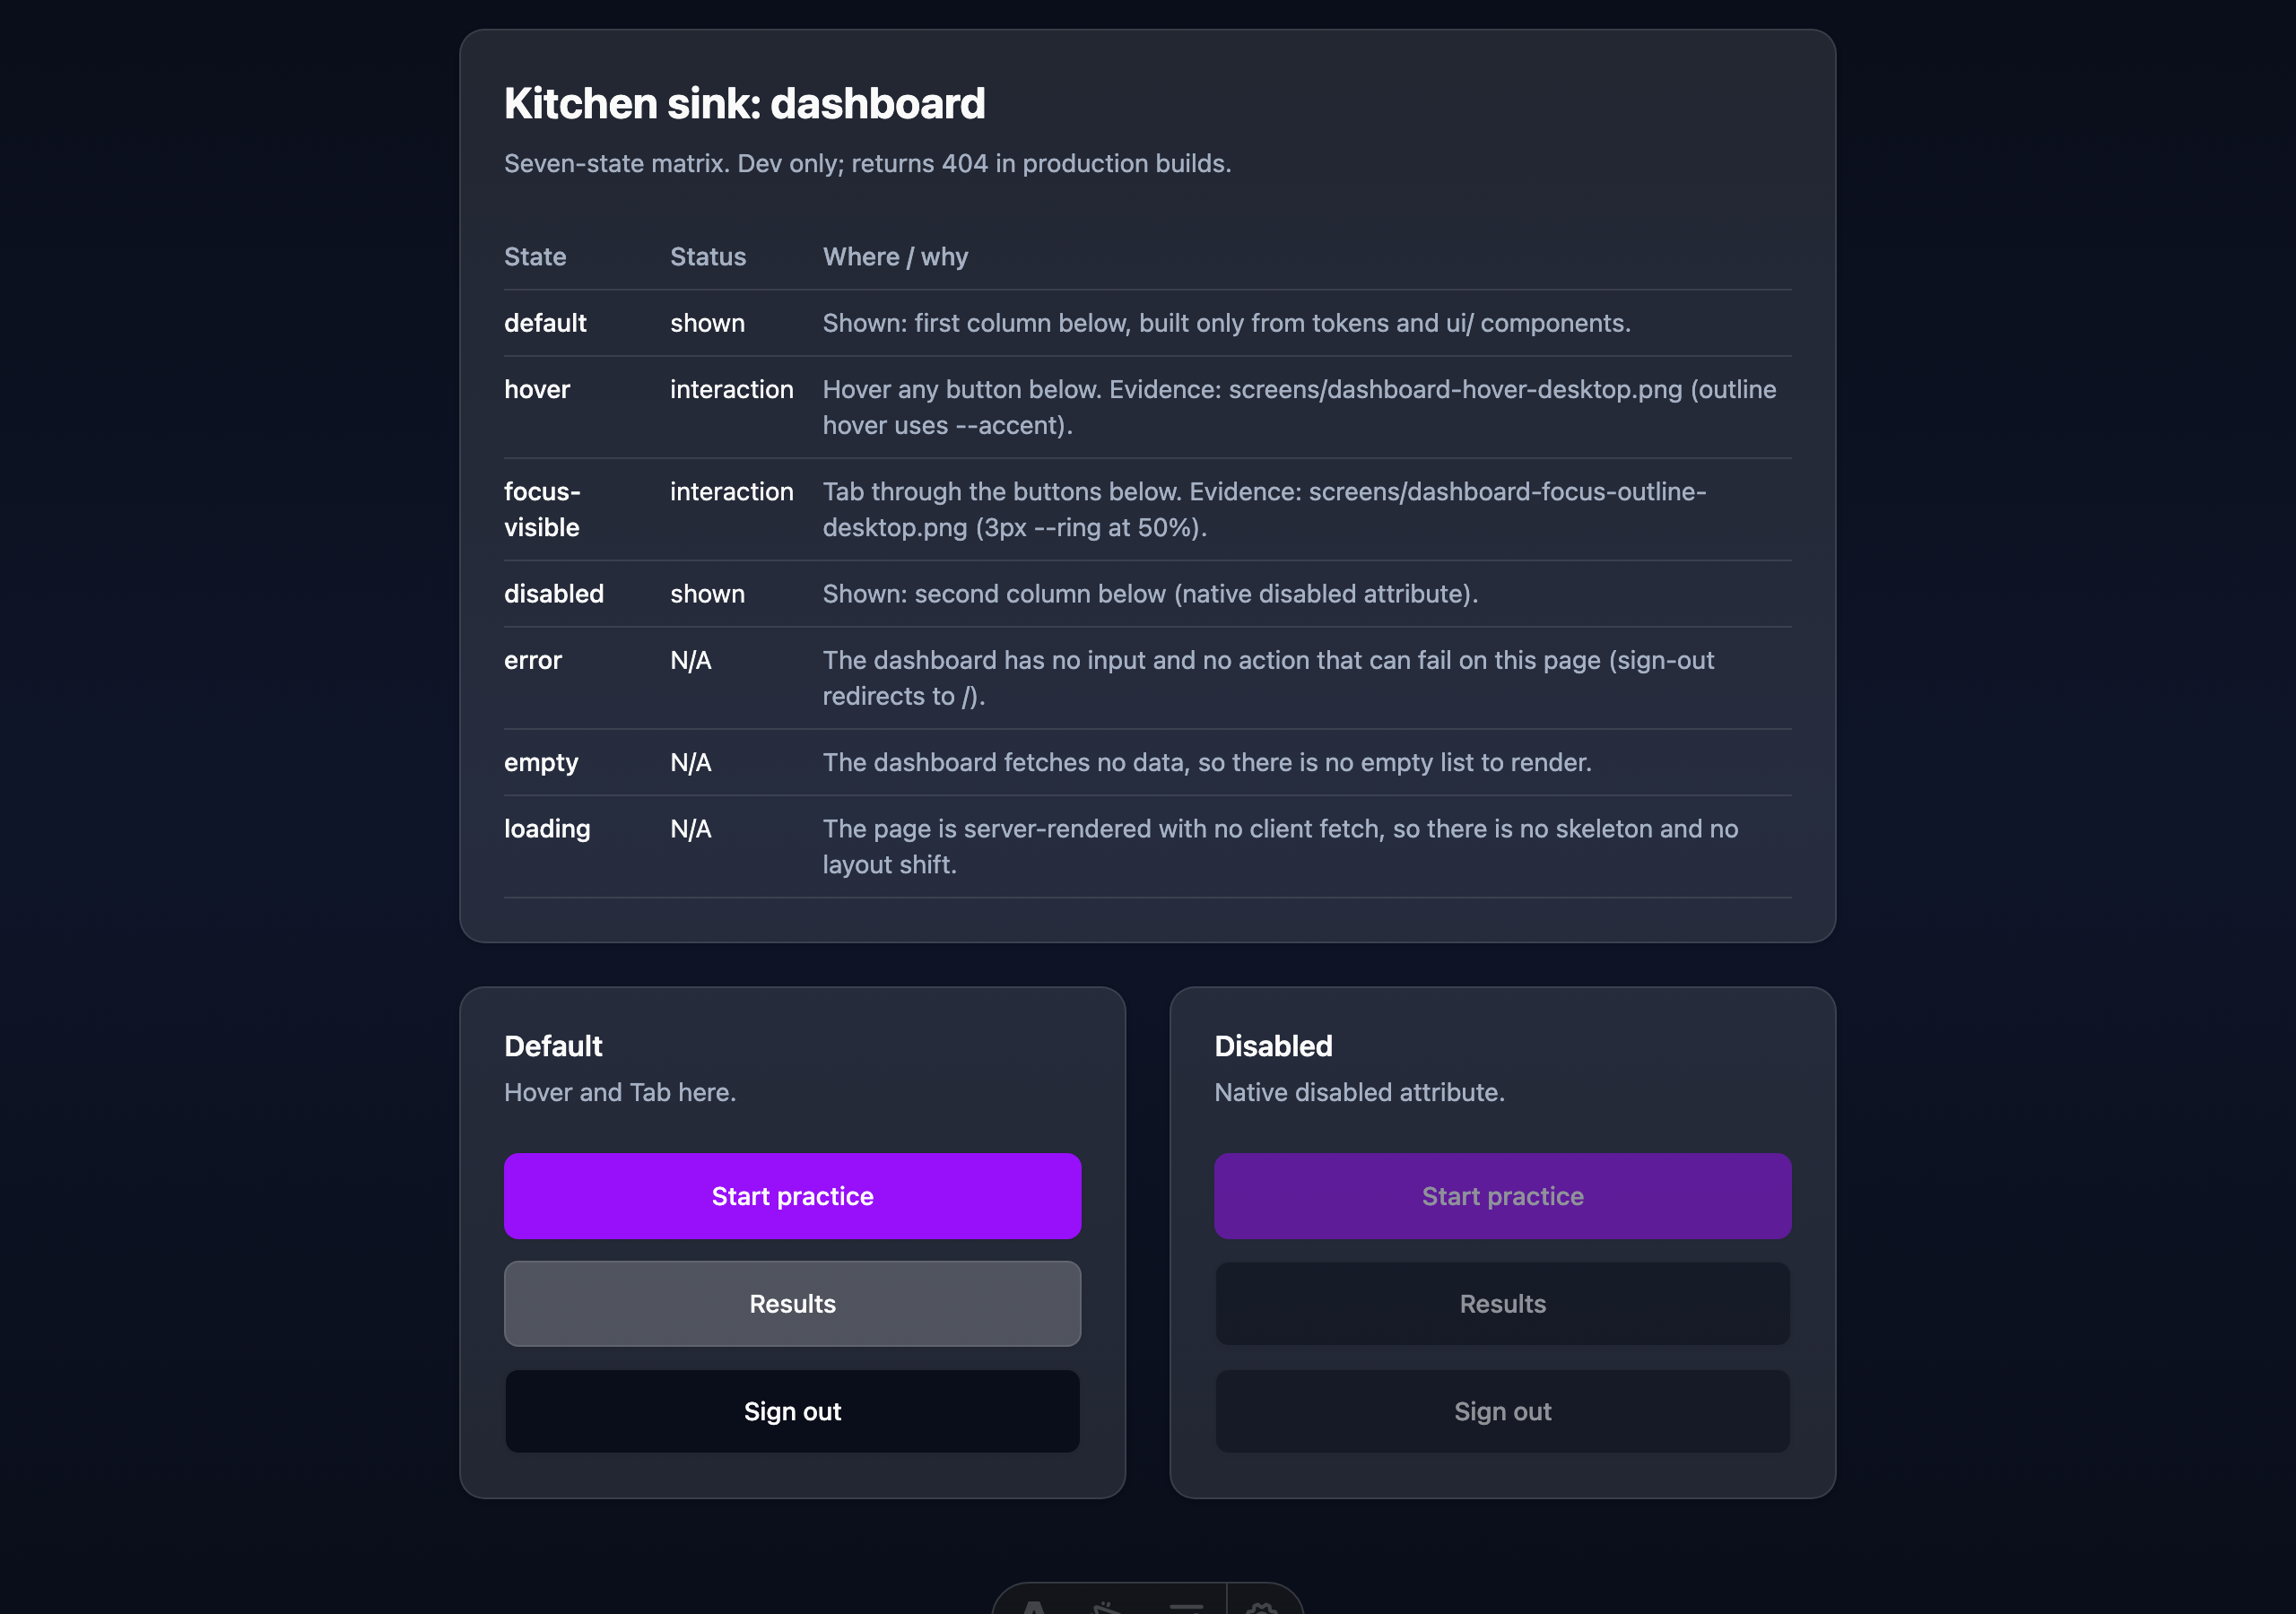 Kitchen sink: dashboard
Seven-state matrix. Dev only; returns 404 in production builds.
State Status Where / why
default shown Shown: first column below, built only from tokens and ui/ components.
hover interaction Hover any button below. Evidence: screens/dashboard-hover-desktop.png (outline
hover uses --accent).
focus- interaction Tab through the buttons below. Evidence: screens/dashboard-focus-outline-
visible desktop.png (3px --ring at 50%).
disabled shown Shown: second column below (native disabled attribute).
error N/A The dashboard has no input and no action that can fail on this page (sign-out
redirects to /).
empty N/A The dashboard fetches no data, so there is no empty list to render.
loading N/A The page is server-rendered with no client fetch, so there is no skeleton and no
layout shift.
Default
Hover and Tab here.
Start practice
Results
Sign out
Disabled
Native disabled attribute.
Start practice
Results
Sign out